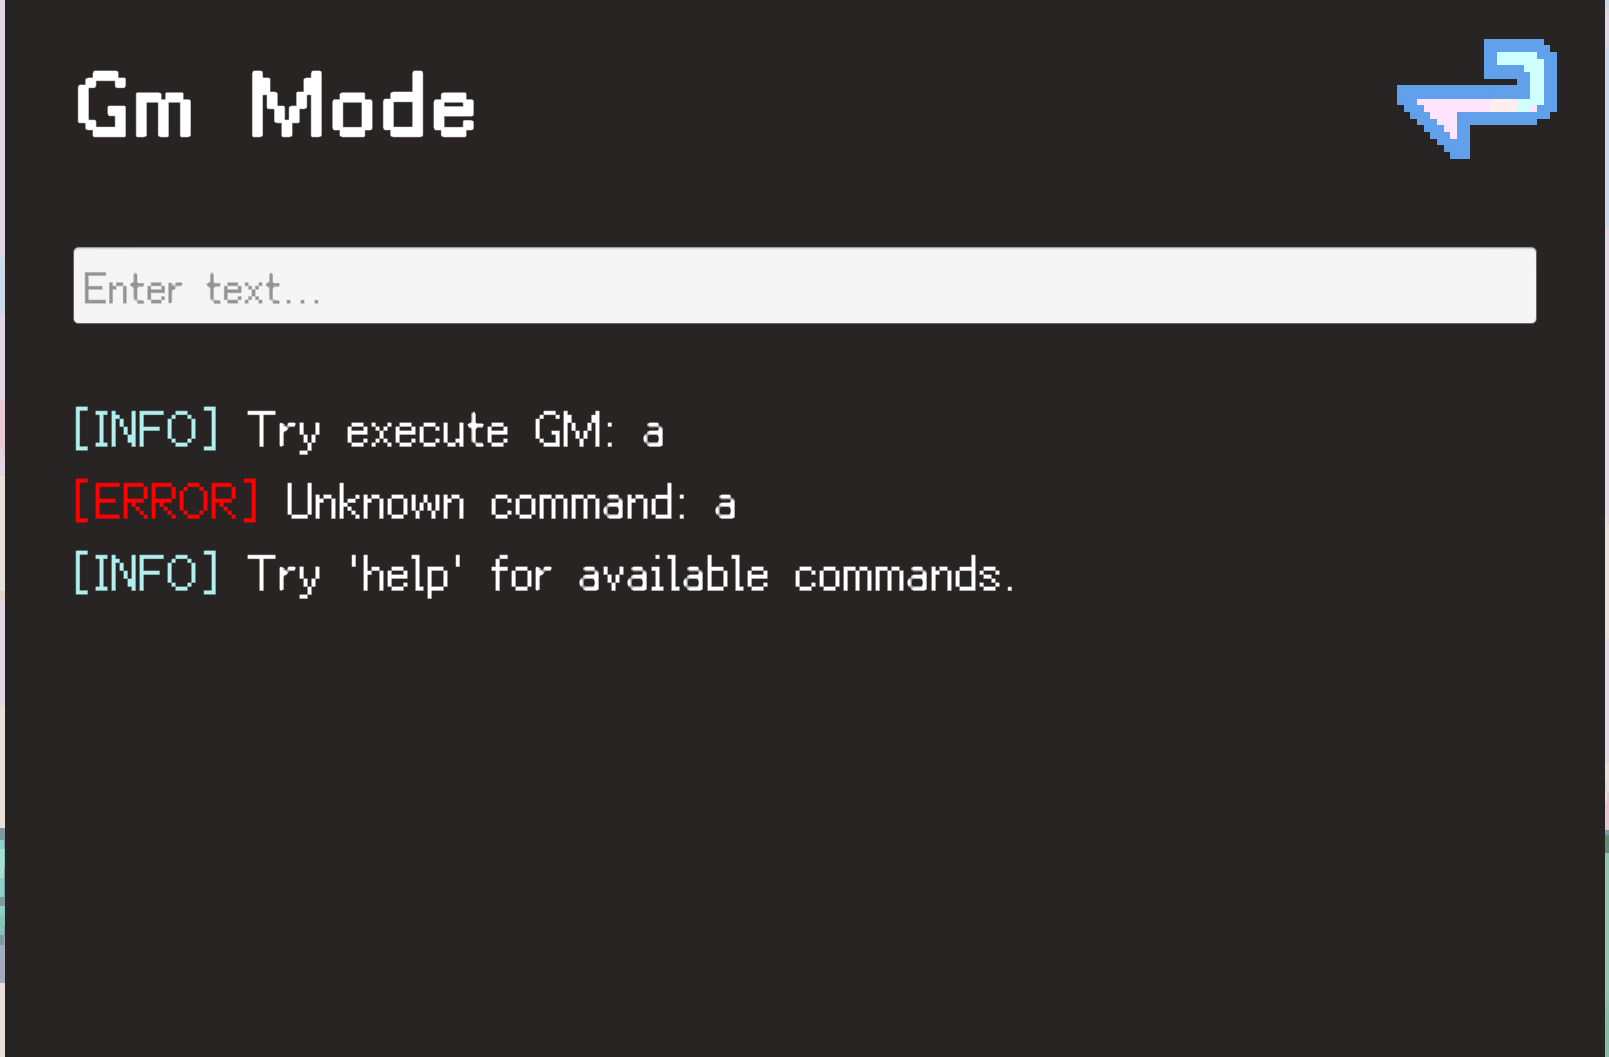 Gm Mode
Enter text...
[INFO] Try execute GM: a
[ERROR] Unknown command: a
[INFO] Try 'help' for available commands.